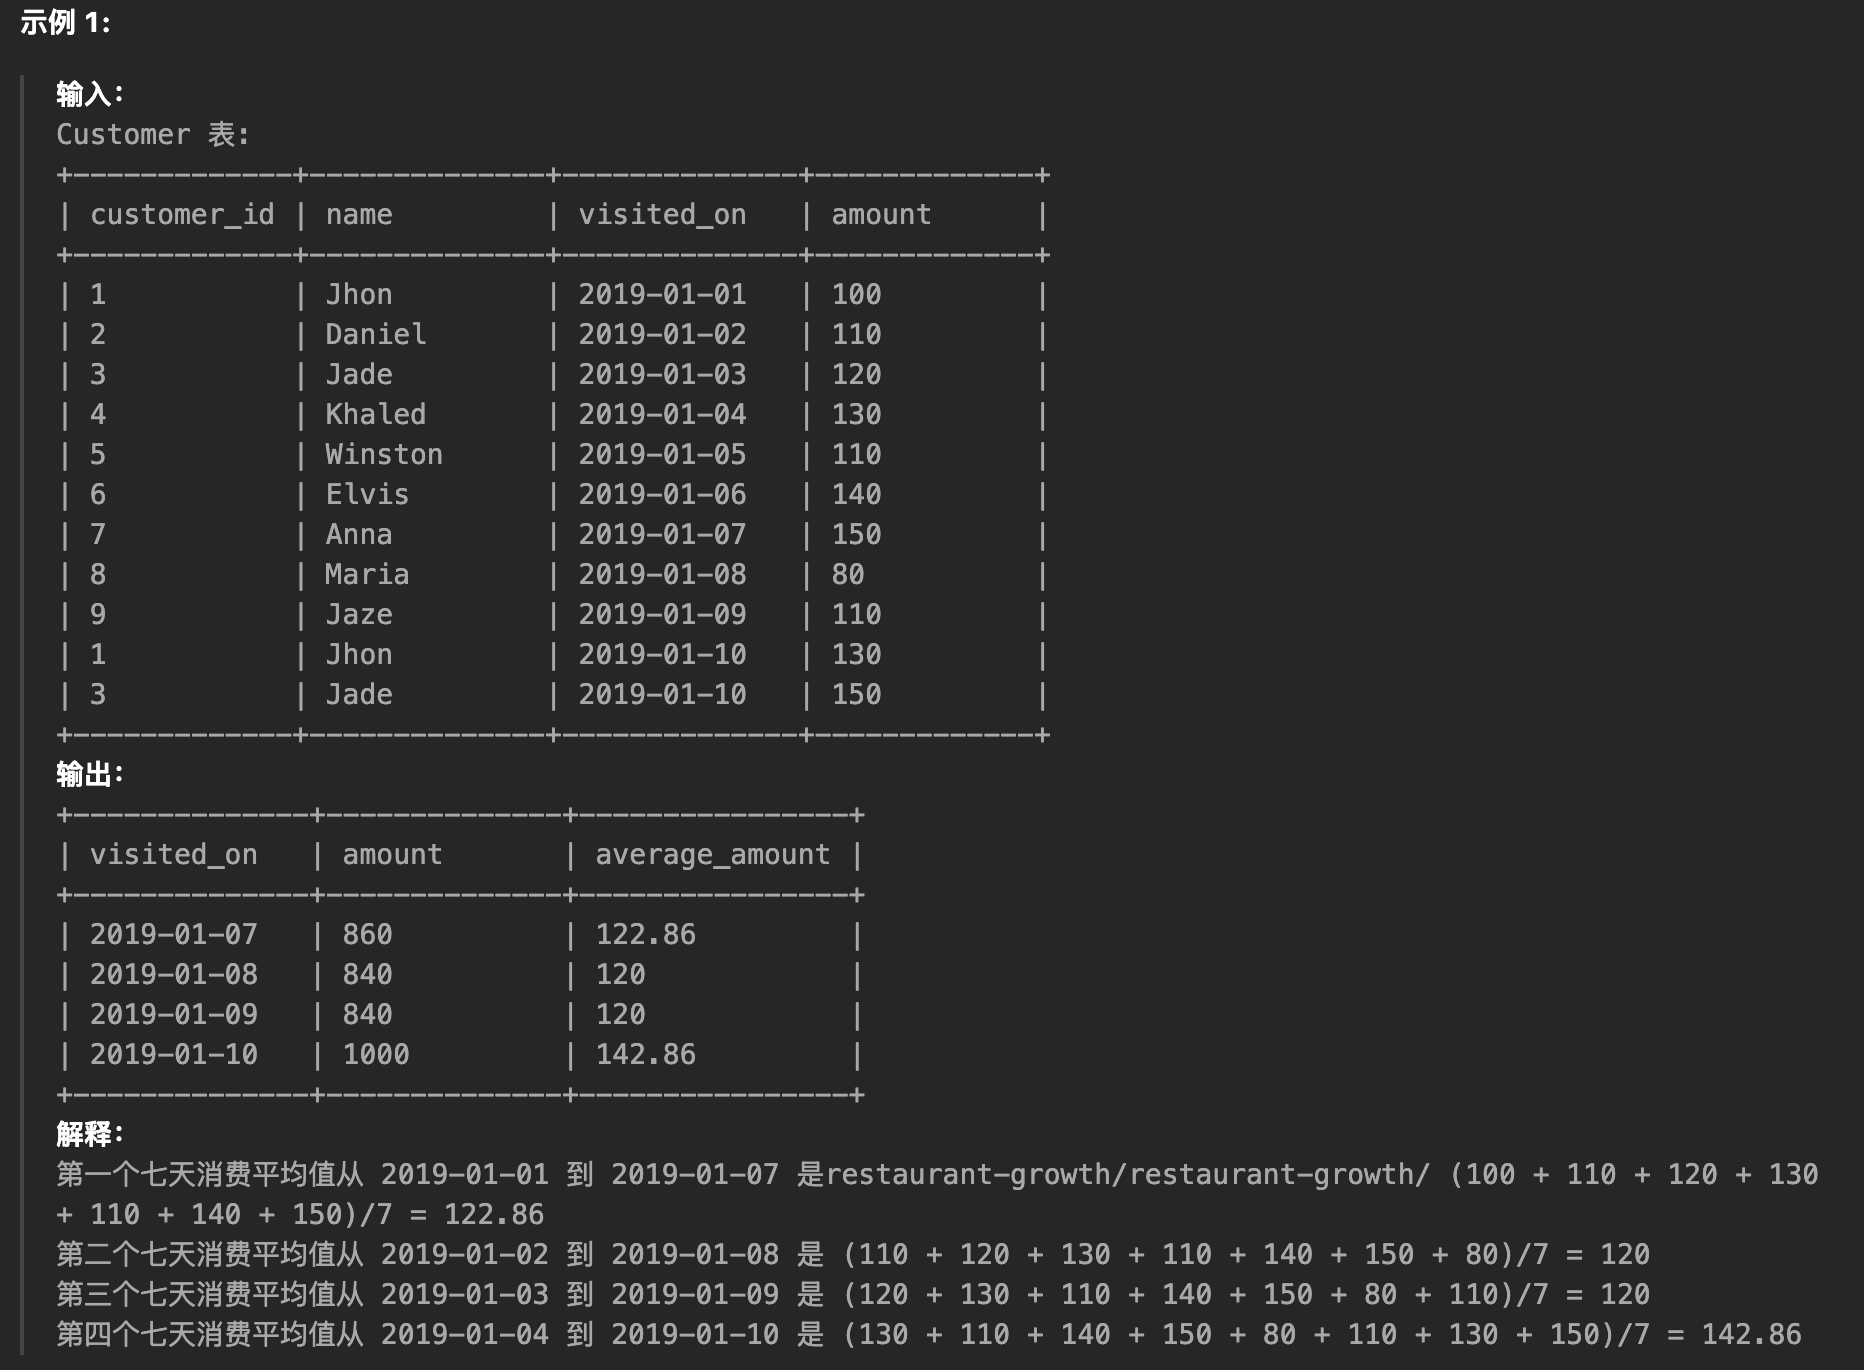 示例 1:
输入：
Customer 表:
+-------------+--------------+--------------+-------------+
| customer_id | name         | visited_on   | amount      |
+-------------+--------------+--------------+-------------+
| 1           | Jhon         | 2019-01-01   | 100         |
| 2           | Daniel       | 2019-01-02   | 110         |
| 3           | Jade         | 2019-01-03   | 120         |
| 4           | Khaled       | 2019-01-04   | 130         |
| 5           | Winston      | 2019-01-05   | 110         |
| 6           | Elvis        | 2019-01-06   | 140         |
| 7           | Anna         | 2019-01-07   | 150         |
| 8           | Maria        | 2019-01-08   | 80          |
| 9           | Jaze         | 2019-01-09   | 110         |
| 1           | Jhon         | 2019-01-10   | 130         |
| 3           | Jade         | 2019-01-10   | 150         |
+-------------+--------------+--------------+-------------+
输出：
+--------------+--------------+----------------+
| visited_on   | amount       | average_amount |
+--------------+--------------+----------------+
| 2019-01-07   | 860          | 122.86         |
| 2019-01-08   | 840          | 120            |
| 2019-01-09   | 840          | 120            |
| 2019-01-10   | 1000         | 142.86         |
+--------------+--------------+----------------+
解释：
第一个七天消费平均值从 2019-01-01 到 2019-01-07 是restaurant-growth/restaurant-growth/ (100 + 110 + 120 + 130
+ 110 + 140 + 150)/7 = 122.86
第二个七天消费平均值从 2019-01-02 到 2019-01-08 是 (110 + 120 + 130 + 110 + 140 + 150 + 80)/7 = 120
第三个七天消费平均值从 2019-01-03 到 2019-01-09 是 (120 + 130 + 110 + 140 + 150 + 80 + 110)/7 = 120
第四个七天消费平均值从 2019-01-04 到 2019-01-10 是 (130 + 110 + 140 + 150 + 80 + 110 + 130 + 150)/7 = 142.86